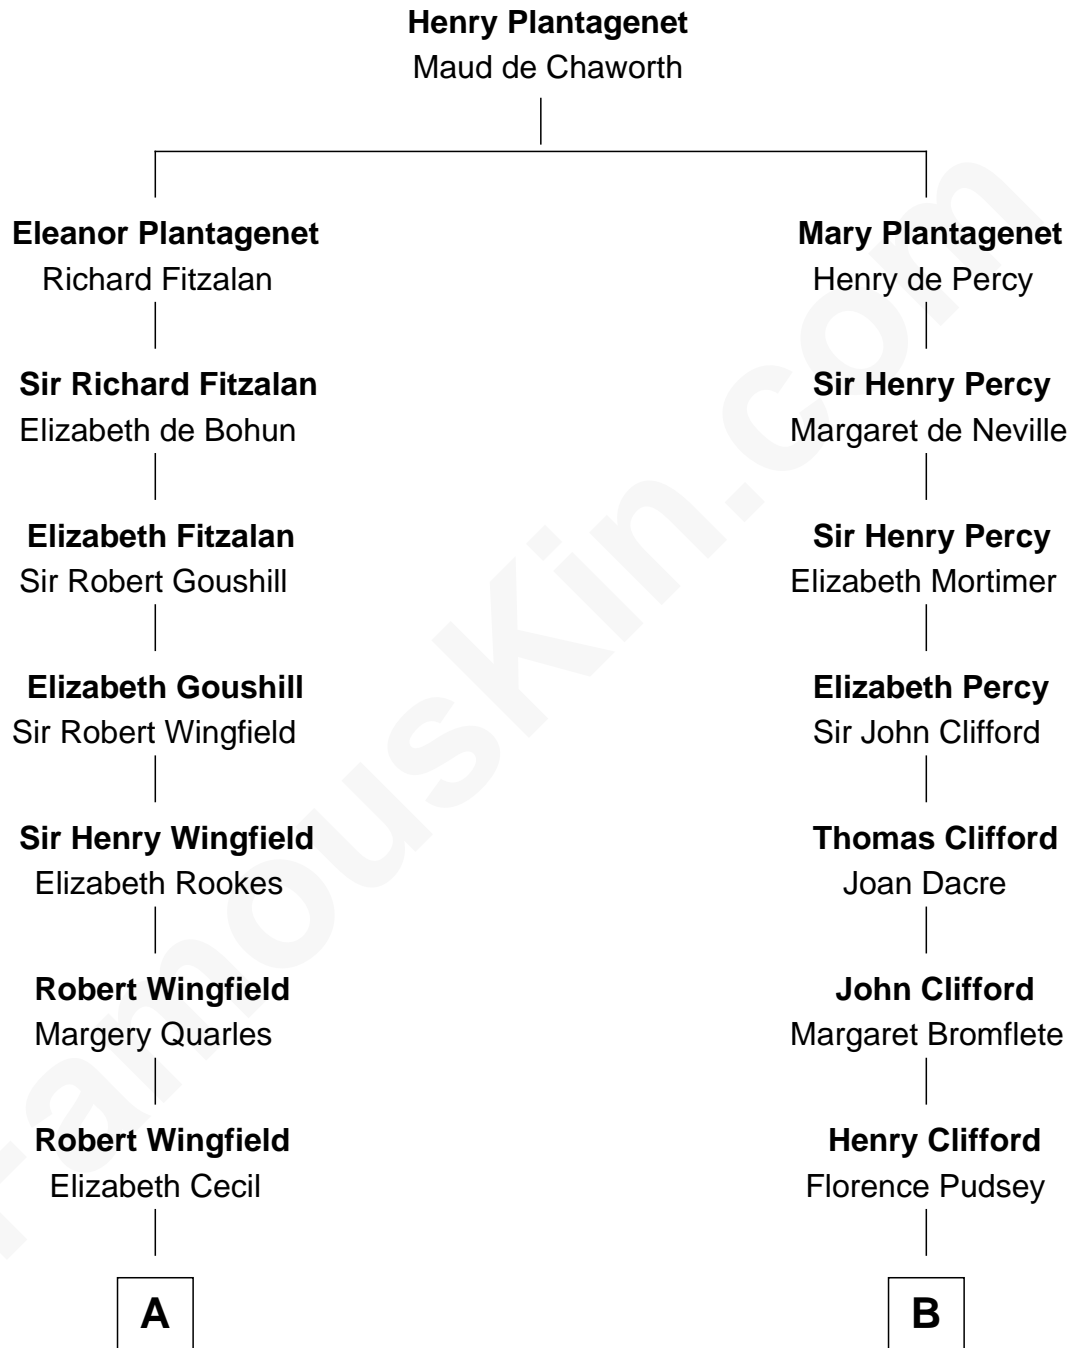 Henry Plantagenet
Maud de Chaworth
Eleanor Plantagenet
Richard Fitzalan
Mary Plantagenet
Henry de Percy
Sir Richard Fitzalan
Elizabeth de Bohun
Sir Henry Percy
Margaret de Neville
Elizabeth Fitzalan
Sir Robert Goushill
Sir Henry Percy
Elizabeth Mortimer
Elizabeth Goushill
Sir Robert Wingfield
Elizabeth Percy
Sir John Clifford
Sir Henry Wingfield
Elizabeth Rookes
Thomas Clifford
Joan Dacre
Robert Wingfield
Margery Quarles
John Clifford
Margaret Bromflete
Robert Wingfield
Elizabeth Cecil
Henry Clifford
Florence Pudsey
A
B
FamousKin.com